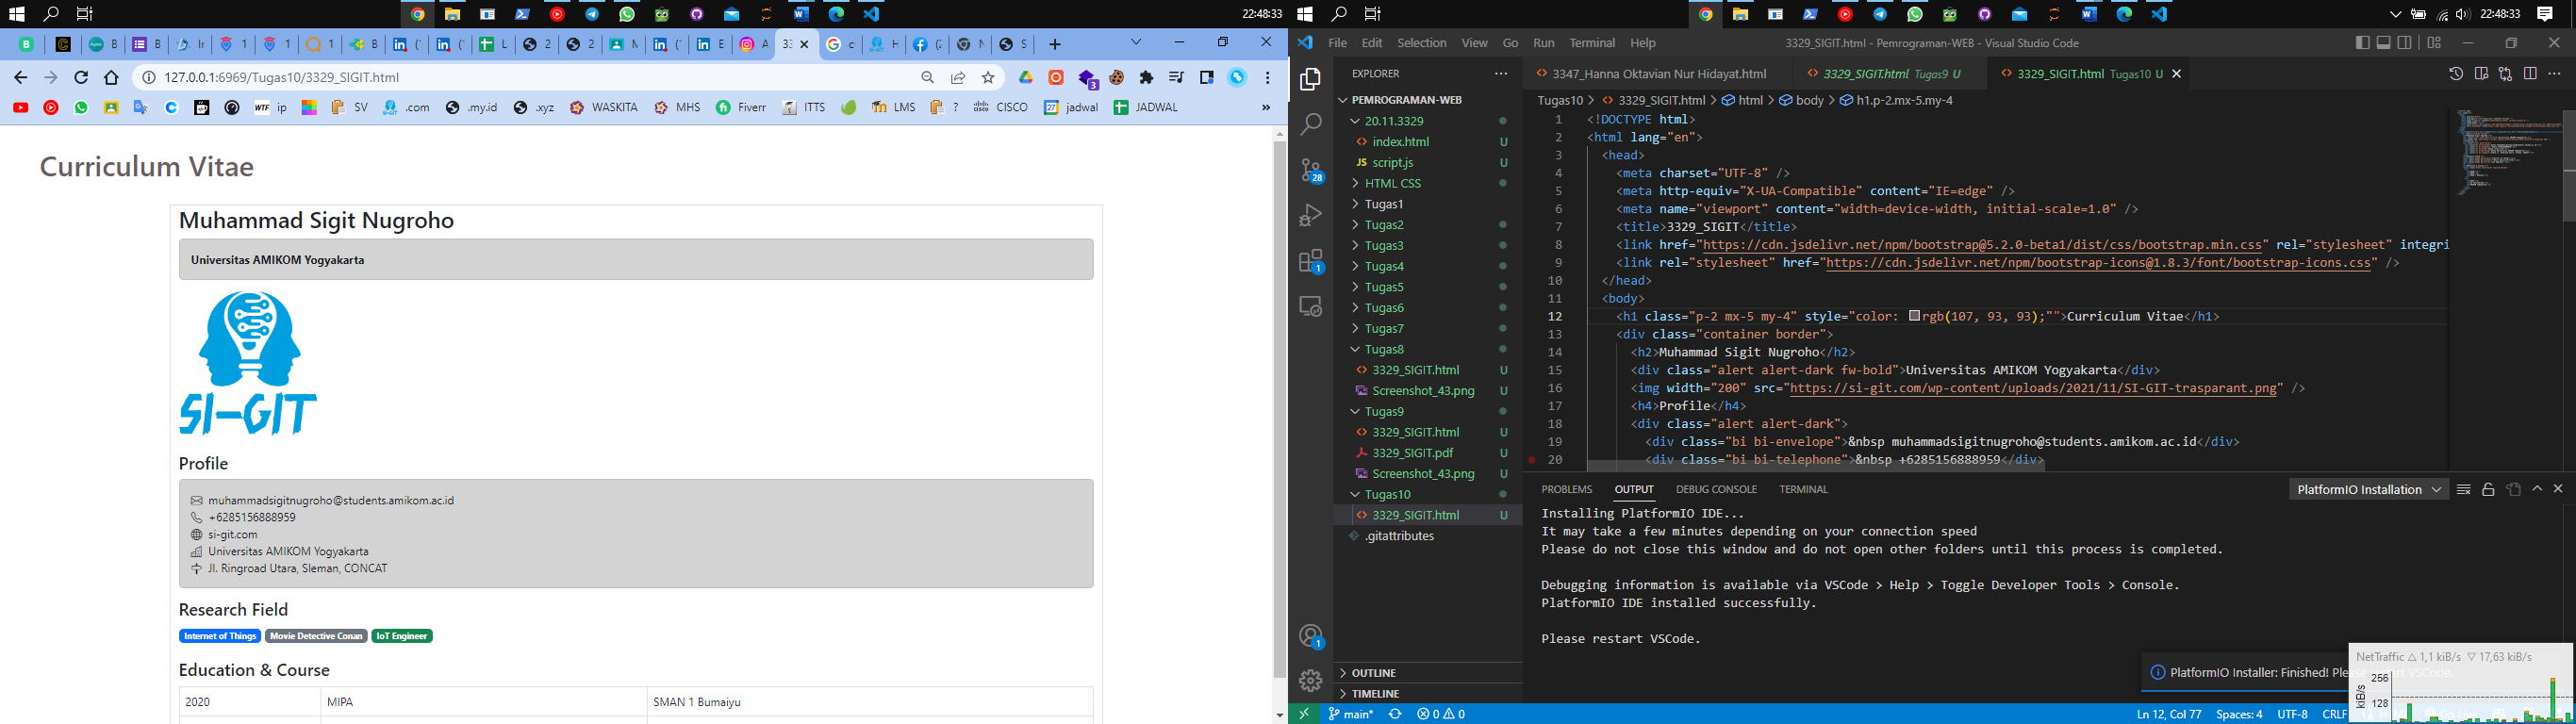 22:48:33
22:48:33
127.0.0.1:6969/Tugas10/3329_SIGIT.html
ip
SV
.com
.my.id
.xyz
WASKITA
MHS
Fiverr
ITTS
LMS
?
CISCO
jadwal
JADWAL
»
Curriculum Vitae
Muhammad Sigit Nugroho
Universitas AMIKOM Yogyakarta
SI-GIT
Profile
muhammadsigitnugroho@students.amikom.ac.id
+6285156888959
si-git.com
Universitas AMIKOM Yogyakarta
Jl. Ringroad Utara, Sleman, CONCAT
Research Field
Internet of Things Movie Detective Conan IoT Engineer
Education & Course
2020 MIPA SMAN 1 Bumaiyu
File Edit Selection View Go Run Terminal Help
3329_SIGIT.html - Pemrograman-WEB - Visual Studio Code
EXPLORER
PEMROGRAMAN-WEB
20.11.3329
index.html U
script.js U
HTML CSS
Tugas1
Tugas2
Tugas3
Tugas4
Tugas5
Tugas6
Tugas7
Tugas8
3329_SIGIT.html U
Screenshot_43.png U
Tugas9
3329_SIGIT.html U
3329_SIGIT.pdf U
Screenshot_43.png U
Tugas10
3329_SIGIT.html U
.gitattributes
OUTLINE
TIMELINE
3347_Hanna Oktavian Nur Hidayat.html
3329_SIGIT.html Tugas9 U
3329_SIGIT.html Tugas10 U
Tugas10 > 3329_SIGIT.html > html > body > h1.p-2.mx-5.my-4
1 <!DOCTYPE html>
2 <html lang="en">
3 <head>
4 <meta charset="UTF-8" />
5 <meta http-equiv="X-UA-Compatible" content="IE=edge" />
6 <meta name="viewport" content="width=device-width, initial-scale=1.0" />
7 <title>3329_SIGIT</title>
8 <link href="https://cdn.jsdelivr.net/npm/bootstrap@5.2.0-beta1/dist/css/bootstrap.min.css" rel="stylesheet" integri
9 <link rel="stylesheet" href="https://cdn.jsdelivr.net/npm/bootstrap-icons@1.8.3/font/bootstrap-icons.css" />
10 </head>
11 <body>
12 <h1 class="p-2 mx-5 my-4" style="color: rgb(107, 93, 93);"">Curriculum Vitae</h1>
13 <div class="container border">
14 <h2>Muhammad Sigit Nugroho</h2>
15 <div class="alert alert-dark fw-bold">Universitas AMIKOM Yogyakarta</div>
16 <img width="200" src="https://si-git.com/wp-content/uploads/2021/11/SI-GIT-trasparant.png" />
17 <h4>Profile</h4>
18 <div class="alert alert-dark">
19 <div class="bi bi-envelope">&nbsp muhammadsigitnugroho@students.amikom.ac.id</div>
20 <div class="bi bi-telephone">&nbsp +6285156888959</div>
PROBLEMS OUTPUT DEBUG CONSOLE TERMINAL
PlatformIO Installation
Installing PlatformIO IDE...
It may take a few minutes depending on your connection speed
Please do not close this window and do not open other folders until this process is completed.
Debugging information is available via VSCode > Help > Toggle Developer Tools > Console.
PlatformIO IDE installed successfully.
Please restart VSCode.
PlatformIO Installer: Finished! Please restart VSCode.
NetTraffic △ 1,1 kiB/s ▽ 17,63 kiB/s
256
128
kiB/s
main*
0 0
Ln 12, Col 77 Spaces: 4 UTF-8 CRLF